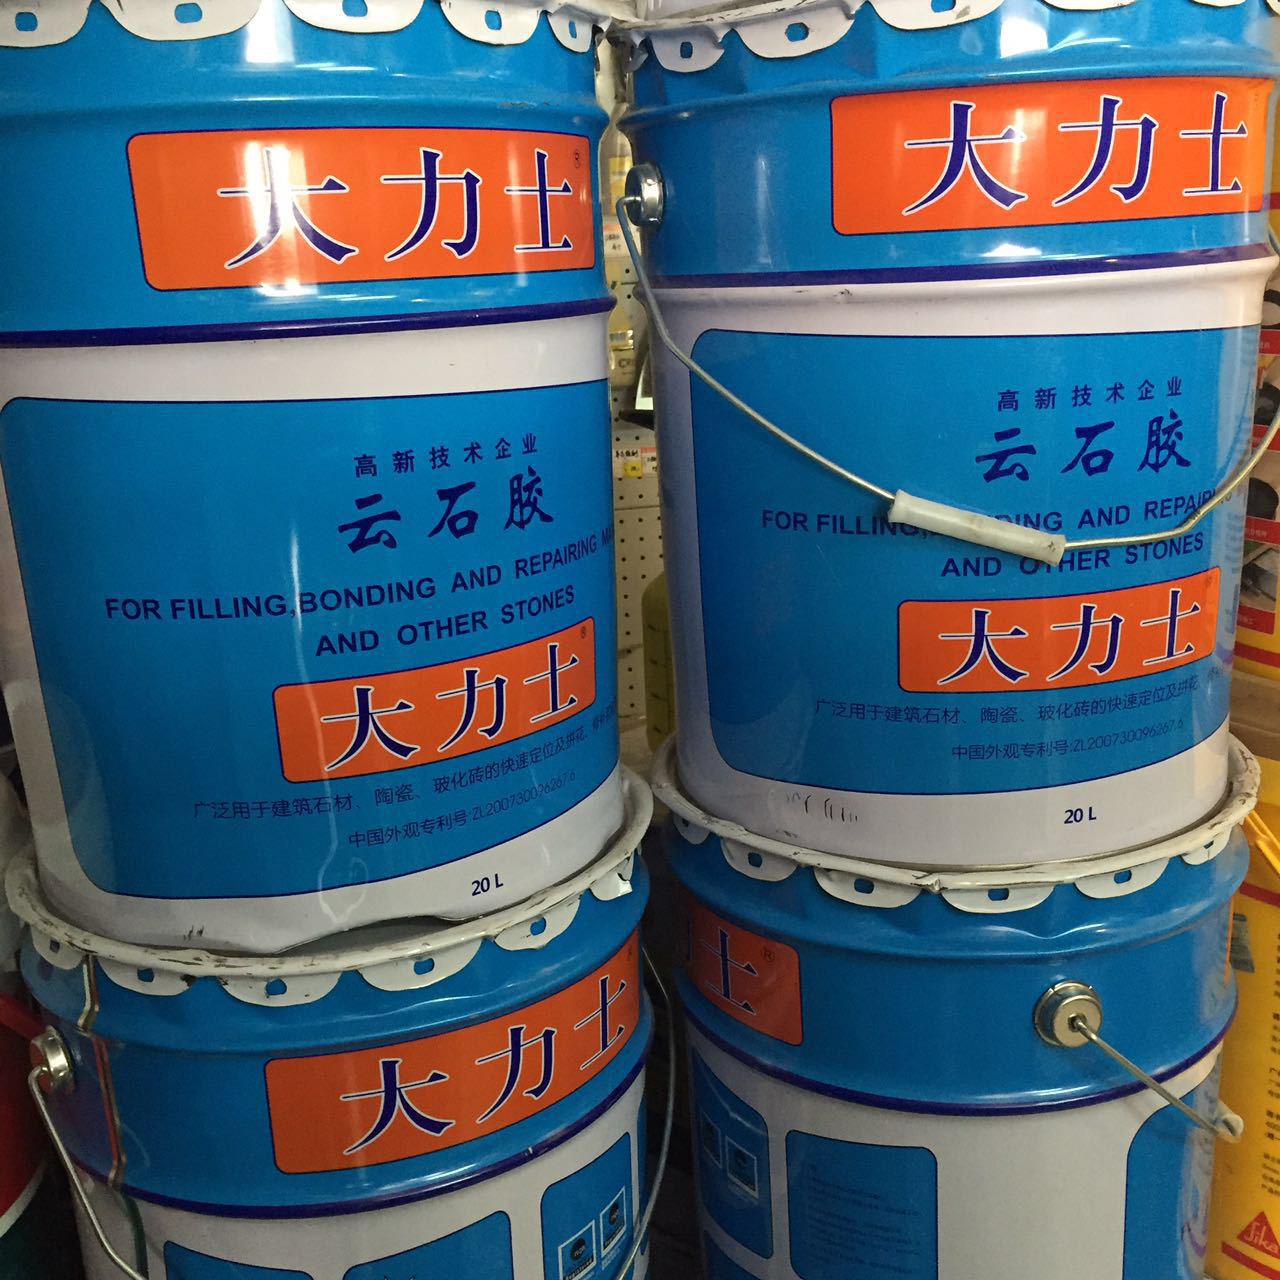 大力士®
高新技术企业
云石胶
FOR FILLING,BONDING AND REPAIRING
AND OTHER STONES
大力士®
广泛用于建筑石材、陶瓷、玻化砖的快速定位及拼花、
中国外观专利号:ZL200730096267.6
20 L
大力士
高新技术企业
云石胶
FOR FILLING, AND
AND OTHER STONES
大力士
广泛用于建筑石材、陶瓷、玻化砖的快速定位及拼花
中国外观专利号:ZL200730096267.6
20 L
大力士®
士®
Sika